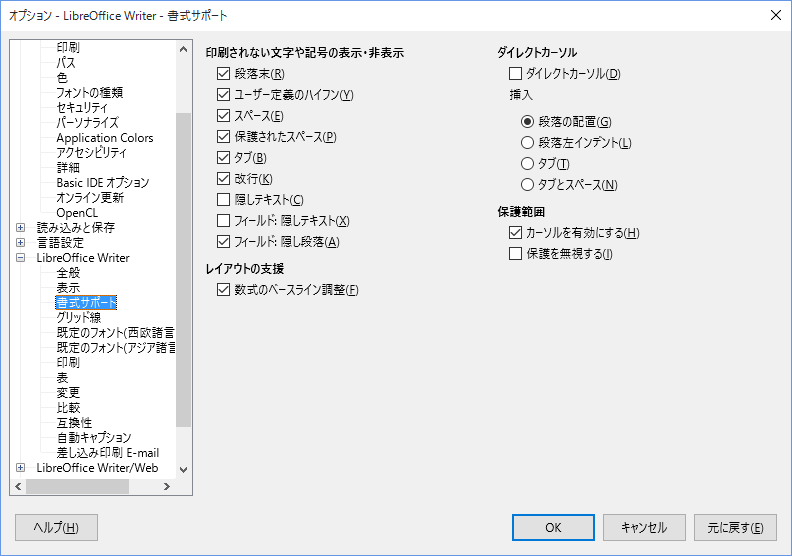 オプション - LibreOffice Writer - 書式サポート
印刷
パス
色
フォントの種類
セキュリティ
パーソナライズ
Application Colors
アクセシビリティ
詳細
Basic IDE オプション
オンライン更新
OpenCL
読み込みと保存
言語設定
LibreOffice Writer
全般
表示
書式サポート
グリッド線
既定のフォント(西欧諸言
既定のフォント(アジア諸言
印刷
表
変更
比較
互換性
自動キャプション
差し込み印刷 E-mail
LibreOffice Writer/Web
印刷されない文字や記号の表示・非表示
段落末(R)
ユーザー定義のハイフン(Y)
スペース(E)
保護されたスペース(P)
タブ(B)
改行(K)
隠しテキスト(C)
フィールド: 隠しテキスト(X)
フィールド: 隠し段落(A)
レイアウトの支援
数式のベースライン調整(F)
ダイレクトカーソル
ダイレクトカーソル(D)
挿入
段落の配置(G)
段落左インデント(L)
タブ(T)
タブとスペース(N)
保護範囲
カーソルを有効にする(H)
保護を無視する(I)
ヘルプ(H)
OK
キャンセル
元に戻す(E)